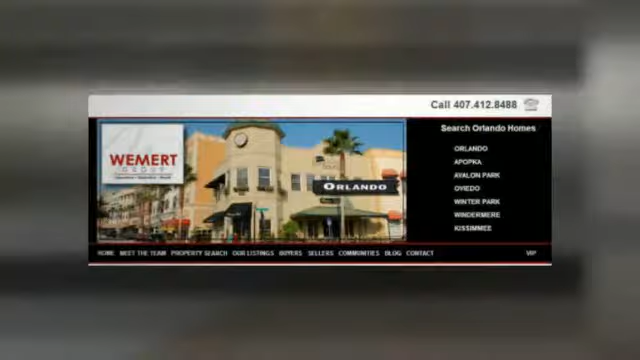 Call 407.412.8488
Search Orlando Homes
WEMERT
GROUP
ORLANDO
ORLANDO
APOPKA
AVALON PARK
OVIEDO
WINTER PARK
WINDERMERE
KISSIMMEE
HOME MEET THE TEAM PROPERTY SEARCH OUR LISTINGS BUYERS SELLERS COMMUNITIES BLOG CONTACT VIP